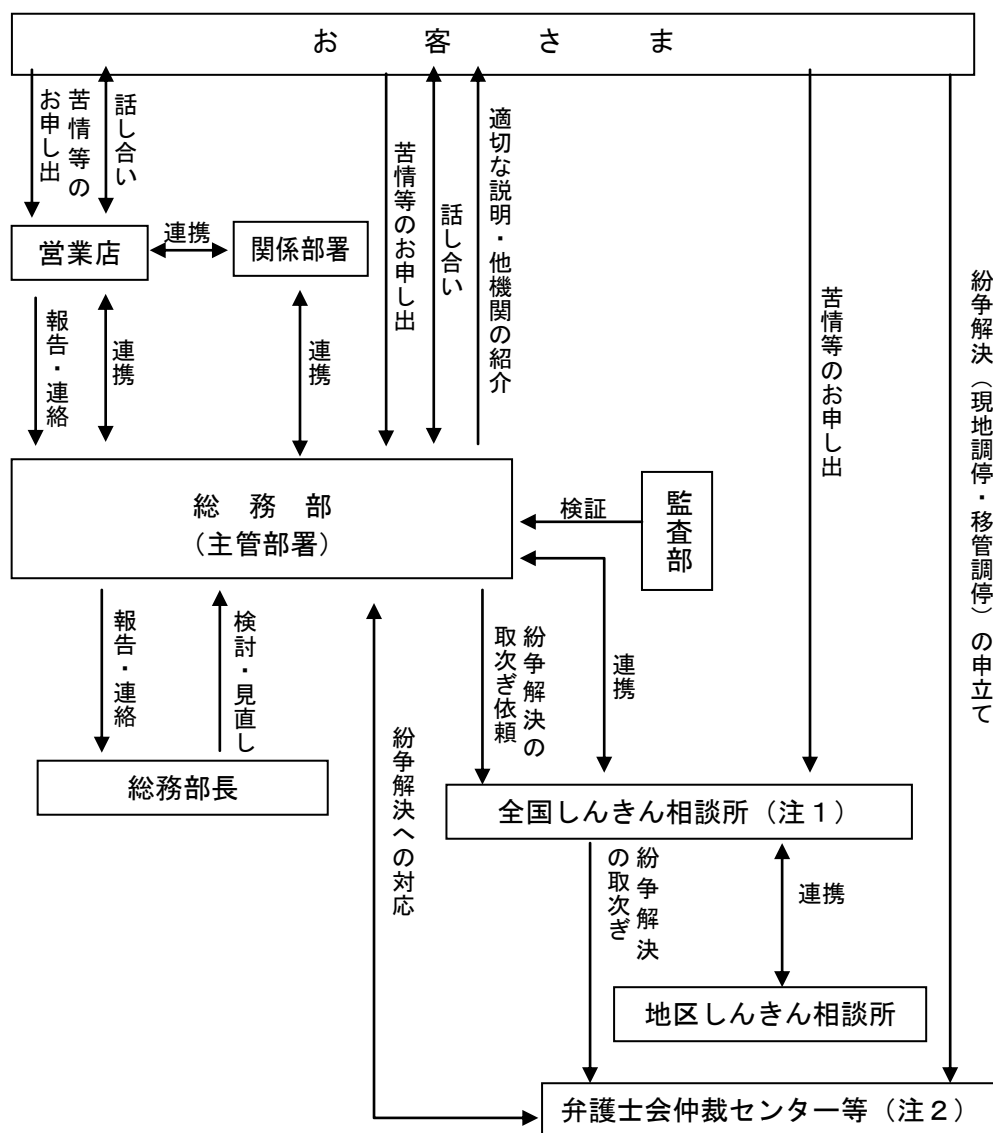 お　客　さ　ま
苦情等の
お申し出
話し合い
苦情等のお申し出
話し合い
適切な説明・他機関の紹介
苦情等のお申し出
紛争解決（現地調停・移管調停）の申立て
営業店
連携
関係部署
報告・連絡
連携
連携
総　務　部
（主管部署）
検証
監査部
報告・連絡
検討・見直し
紛争解決への対応
紛争解決の
取次ぎ依頼
連携
総務部長
全国しんきん相談所（注１）
紛争解決
の取次ぎ
連携
地区しんきん相談所
弁護士会仲裁センター等（注２）